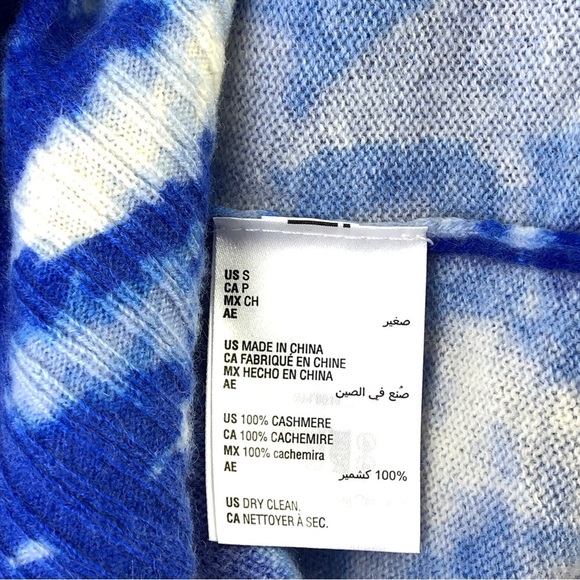 US S
CA P
MX CH
AE
صغير
US MADE IN CHINA
CA FABRIQUÉ EN CHINE
MX HECHO EN CHINA
AE
صُنع في الصين
US 100% CASHMERE
CA 100% CACHEMIRE
MX 100% cachemira
AE
100% كشمير
US DRY CLEAN.
CA NETTOYER À SEC.